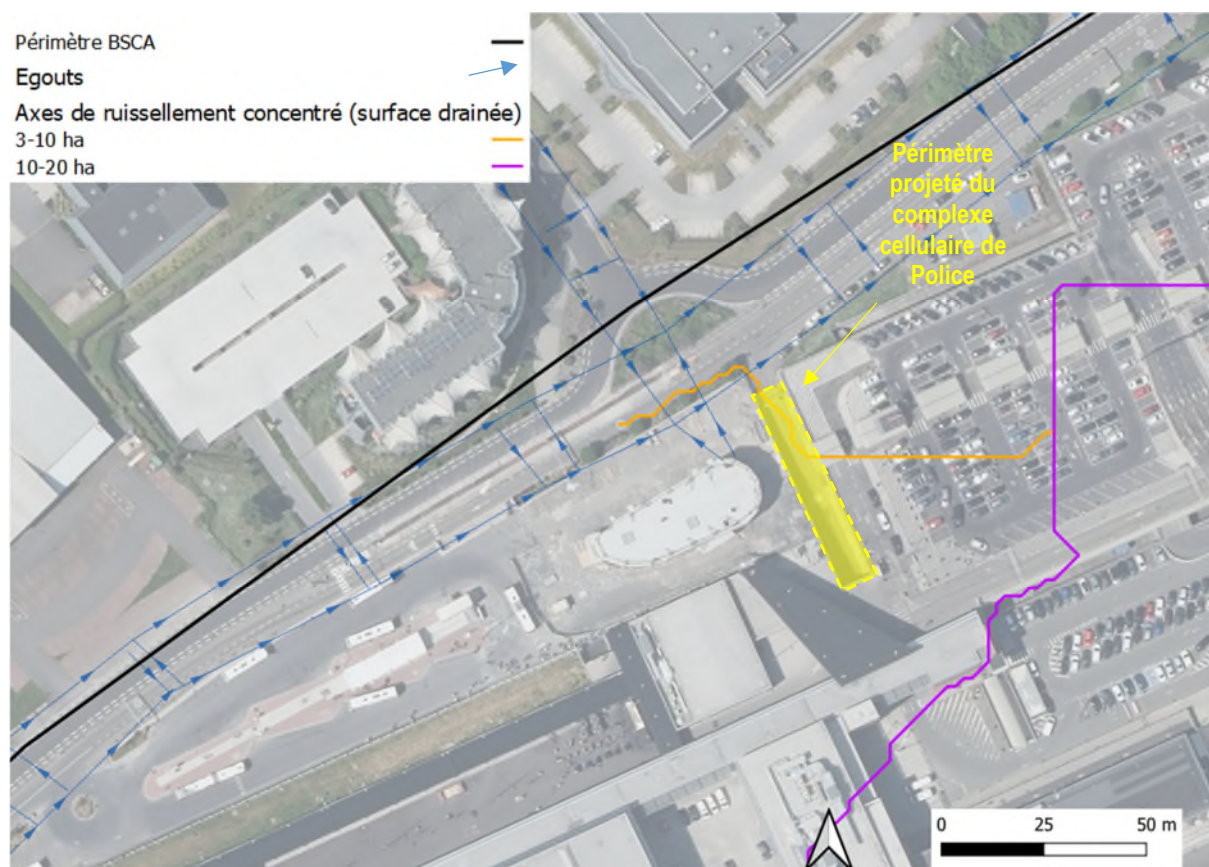 Périmètre BSCA
Egouts
Axes de ruissellement concentré (surface drainée)
3-10 ha
10-20 ha
Périmètre
projeté du
complexe
cellulaire de
Police
0 25 50 m